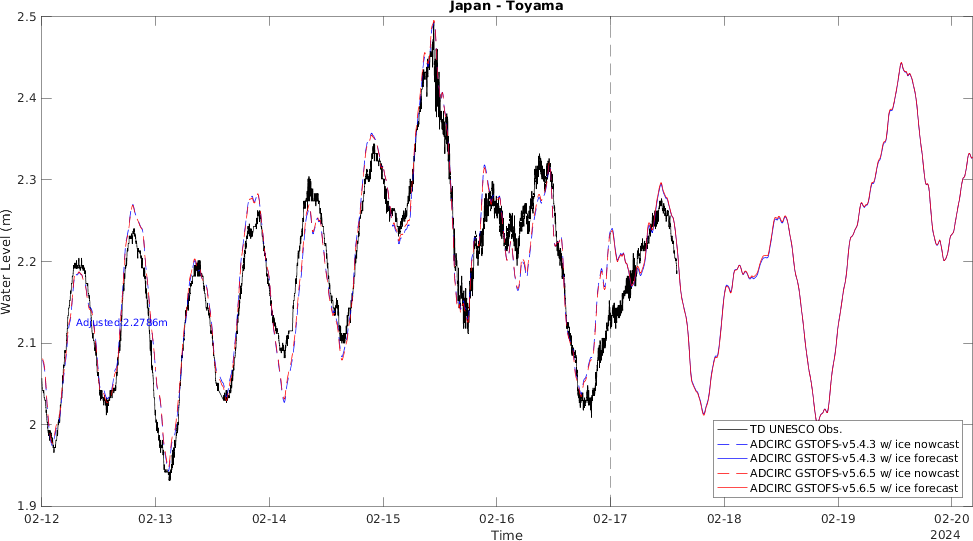 Japan - Toyama
2.5
2.4
2.3
2.2
2.1
2
1.9
Water Level (m)
Adjusted 2.2786m
TD UNESCO Obs.
ADCIRC GSTOFS-v5.4.3 w/ ice nowcast
ADCIRC GSTOFS-v5.4.3 w/ ice forecast
ADCIRC GSTOFS-v5.6.5 w/ ice nowcast
ADCIRC GSTOFS-v5.6.5 w/ ice forecast
02-12 02-13 02-14 02-15 02-16 02-17 02-18 02-19 02-20
2024
Time